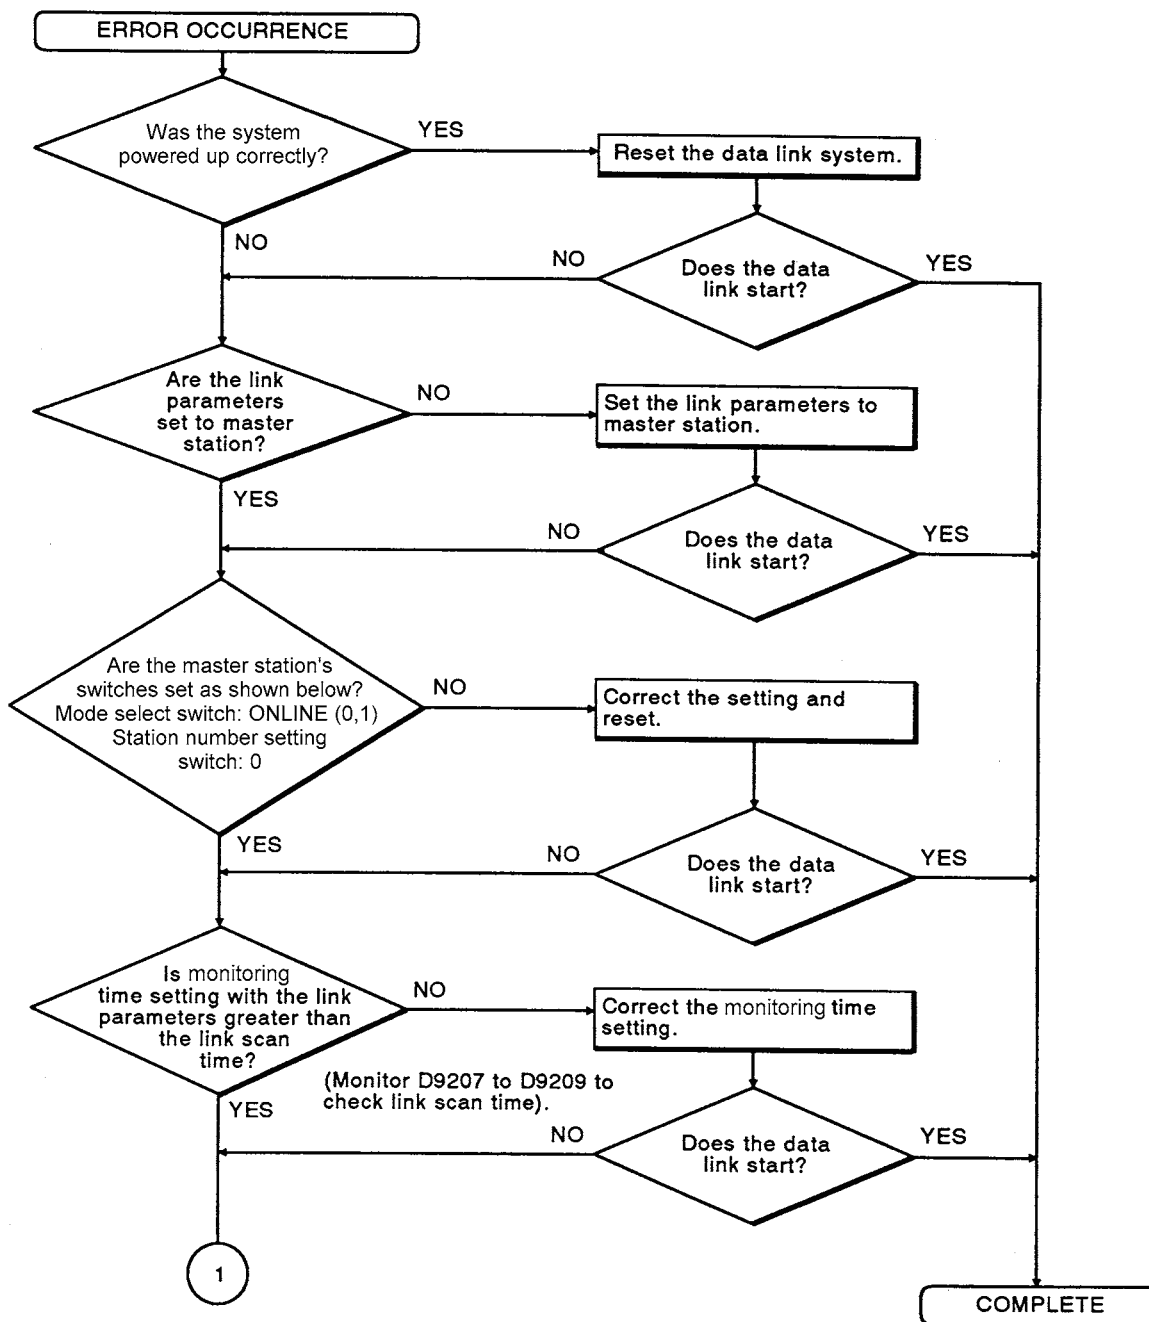 ERROR OCCURRENCE
Was the system
powered up correctly?
YES
Reset the data link system.
NO
NO
Does the data
link start?
YES
Are the link
parameters
set to master
station?
NO
Set the link parameters to
master station.
YES
NO
Does the data
link start?
YES
Are the master station's
switches set as shown below?
Mode select switch: ONLINE (0,1)
Station number setting
switch: 0
NO
Correct the setting and
reset.
YES
NO
Does the data
link start?
YES
Is monitoring
time setting with the link
parameters greater than
the link scan
time?
NO
Correct the monitoring time
setting.
(Monitor D9207 to D9209 to
check link scan time).
YES
NO
Does the data
link start?
YES
1
COMPLETE